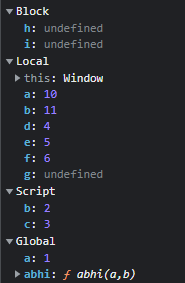 Block
h: undefined
i: undefined
Local
this: Window
a: 10
b: 11
d: 4
e: 5
f: 6
g: undefined
Script
b: 2
c: 3
Global
a: 1
abhi: ƒ abhi(a,b)